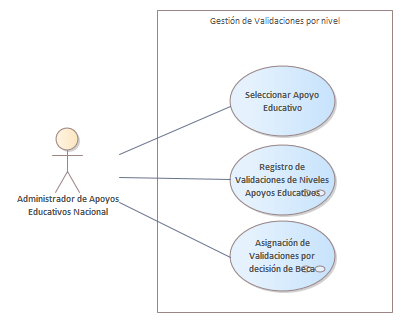 Gestión de Validaciones por nivel
Seleccionar Apoyo
Educativo
Registro de
Validaciones de Niveles
Apoyos Educativos
Administrador de Apoyos
Educativos Nacional
Asignación de
Validaciones por
decisión de Beca